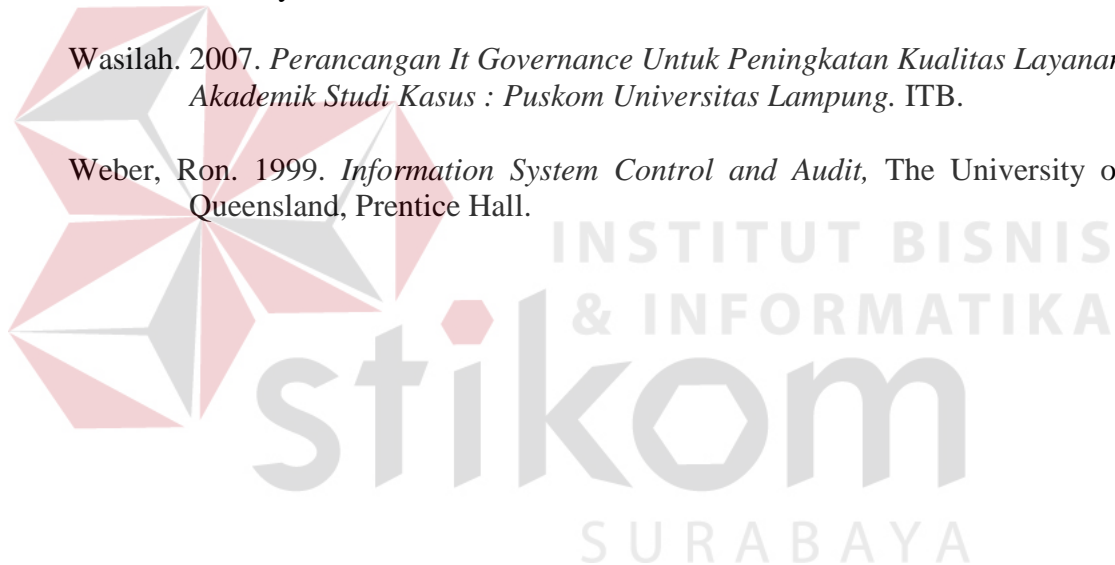 Wasilah. 2007. Perancangan It Governance Untuk Peningkatan Kualitas Layanan
Akademik Studi Kasus : Puskom Universitas Lampung. ITB.
Weber, Ron. 1999. Information System Control and Audit, The University o
Queensland, Prentice Hall.
INSTITUT BISNIS
& INFORMATIKA
stikom
SURABAYA